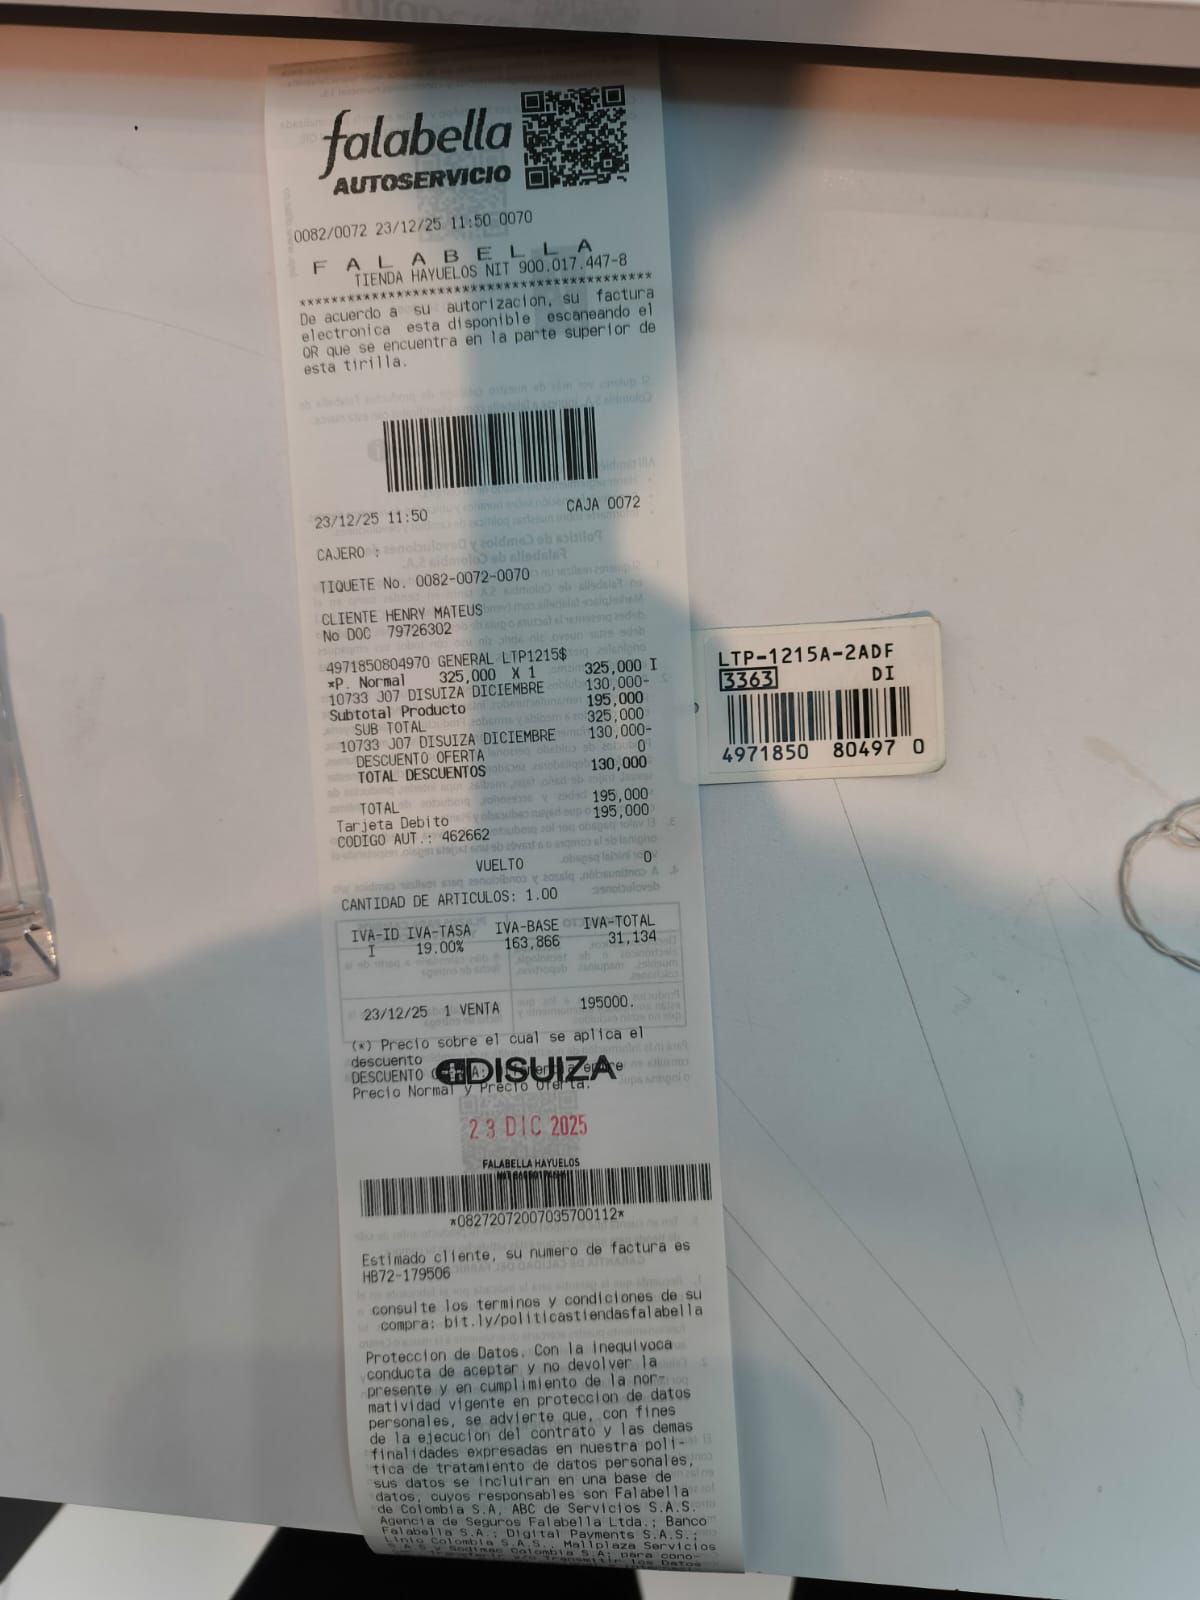 falabella
AUTOSERVICIO
0082/0072 23/12/25 11:50 0070
F A L A B E L L A
TIENDA HAYUELOS NIT 900.017.447-8
****************************************
De acuerdo a su autorizacion, su factura
electronica esta disponible escaneando el
QR que se encuentra en la parte superior de
esta tirilla.
23/12/25 11:50 CAJA 0072
CAJERO :
TIQUETE No. 0082-0072-0070
CLIENTE HENRY MATEUS
No DOC 79726302
4971850804970 GENERAL LTP1215$
*P. Normal 325,000 X 1 325,000 I
10733 J07 DISUIZA DICIEMBRE 130,000-
Subtotal Producto 195,000
SUB TOTAL 325,000
10733 J07 DISUIZA DICIEMBRE 130,000-
DESCUENTO OFERTA 0
TOTAL DESCUENTOS 130,000
TOTAL 195,000
Tarjeta Debito 195,000
CODIGO AUT.: 462662
VUELTO 0
CANTIDAD DE ARTICULOS: 1.00
IVA-ID IVA-TASA IVA-BASE IVA-TOTAL
I 19.00% 163,866 31,134
23/12/25 1 VENTA 195000.
(*) Precio sobre el cual se aplica el
descuento
DISUIZA
DESCUENTO
Precio Normal y Precio Oferta.
23 DIC 2025
FALABELLA HAYUELOS
*08272072007035700112*
Estimado cliente, su numero de factura es
HB72-179506
consulte los terminos y condiciones de su
compra: bit.ly/politicastiendasfalabella
Proteccion de Datos. Con la inequivoca
conducta de aceptar y no devolver la
presente y en cumplimiento de la nor-
matividad vigente en proteccion de datos
personales, se advierte que, con fines
de la ejecucion del contrato y las demas
finalidades expresadas en nuestra poli-
tica de tratamiento de datos personales,
sus datos se incluiran en una base de
datos, cuyos responsables son Falabella
de Colombia S.A, ABC de Servicios S.A.S.
Agencia de Seguros Falabella Ltda.; Banco
Falabella S.A.; Digital Payments S.A.S.;
Linio Colombia S.A.S., Mallplaza Servicios
S.A.S y Sodimac Colombia S.A; para cono-
LTP-1215A-2ADF
3363 DI
4971850 80497 0